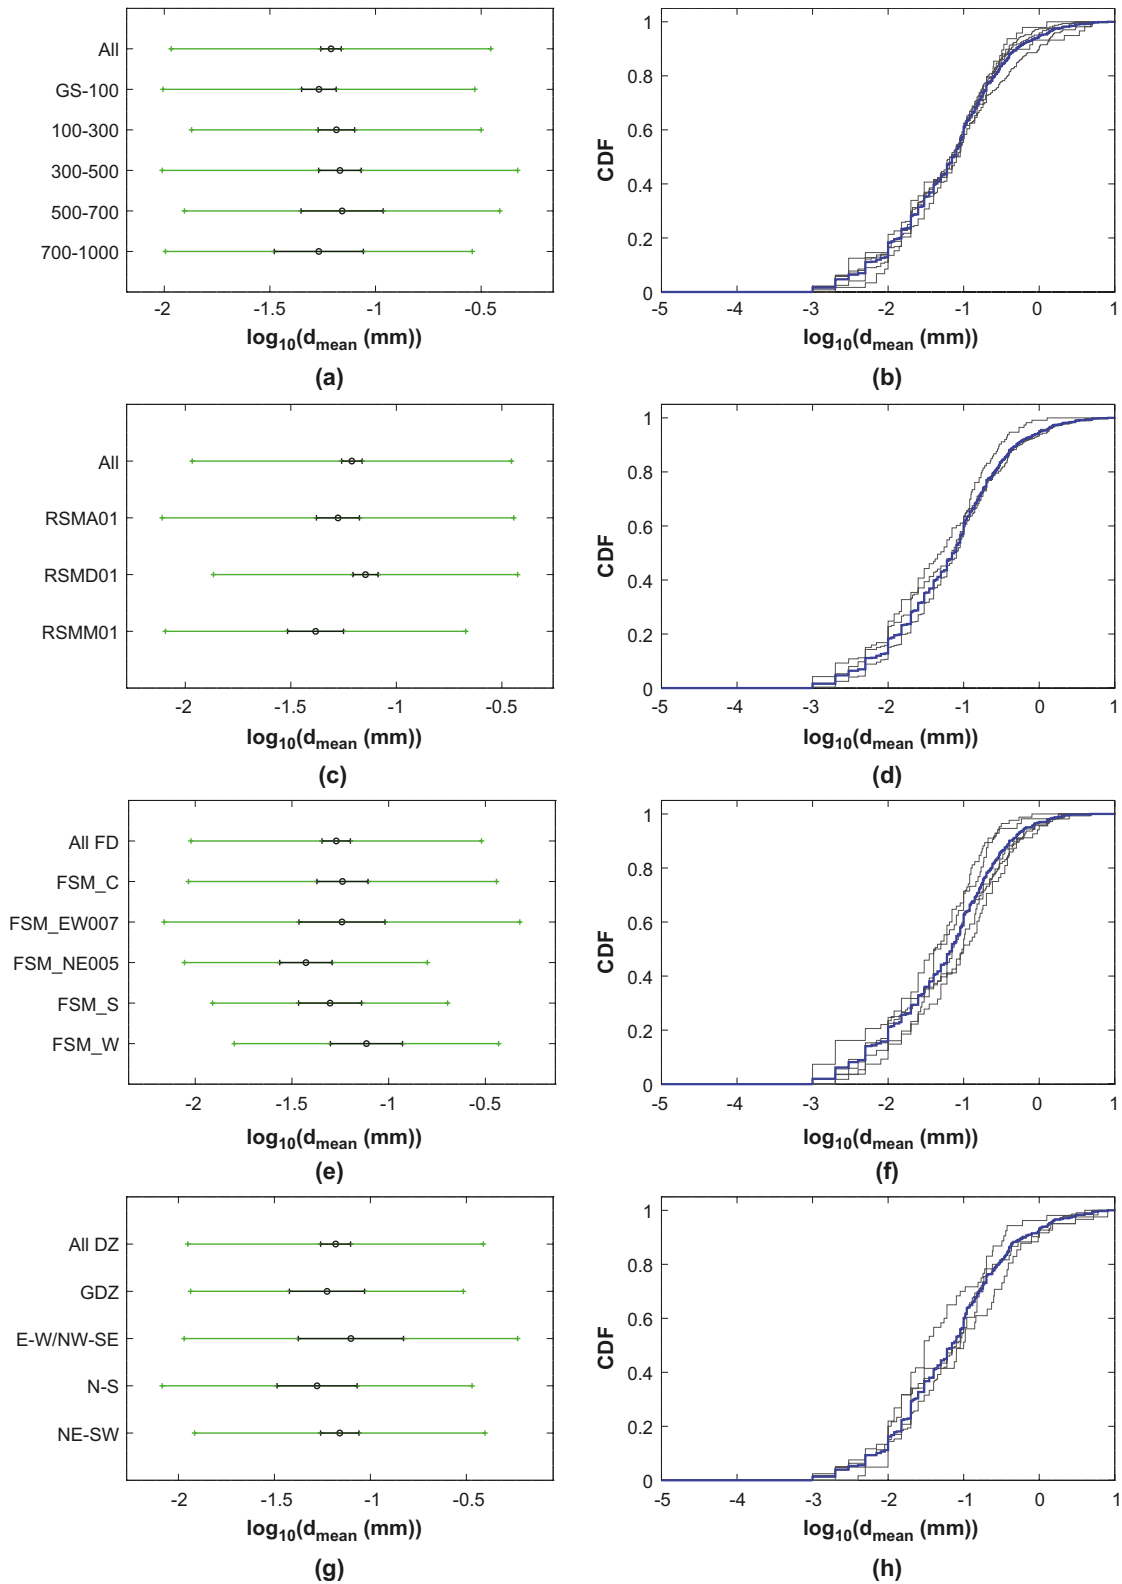 All
GS-100
100-300
300-500
500-700
700-1000
-2 -1.5 -1 -0.5
log10(dmean (mm))
(a)
CDF
1
0.8
0.6
0.4
0.2
0
-5 -4 -3 -2 -1 0 1
log10(dmean (mm))
(b)
All
RSMA01
RSMD01
RSMM01
-2 -1.5 -1 -0.5
log10(dmean (mm))
(c)
CDF
1
0.8
0.6
0.4
0.2
0
-5 -4 -3 -2 -1 0 1
log10(dmean (mm))
(d)
All FD
FSM_C
FSM_EW007
FSM_NE005
FSM_S
FSM_W
-2 -1.5 -1 -0.5
log10(dmean (mm))
(e)
CDF
1
0.8
0.6
0.4
0.2
0
-5 -4 -3 -2 -1 0 1
log10(dmean (mm))
(f)
All DZ
GDZ
E-W/NW-SE
N-S
NE-SW
-2 -1.5 -1 -0.5
log10(dmean (mm))
(g)
CDF
1
0.8
0.6
0.4
0.2
0
-5 -4 -3 -2 -1 0 1
log10(dmean (mm))
(h)